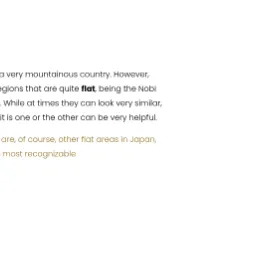 a very mountainous country. However,
egions that are quite flat, being the Nobi
. While at times they can look very similar,
it is one or the other can be very helpful.
are, of course, other flat areas in Japan,
most recognizable